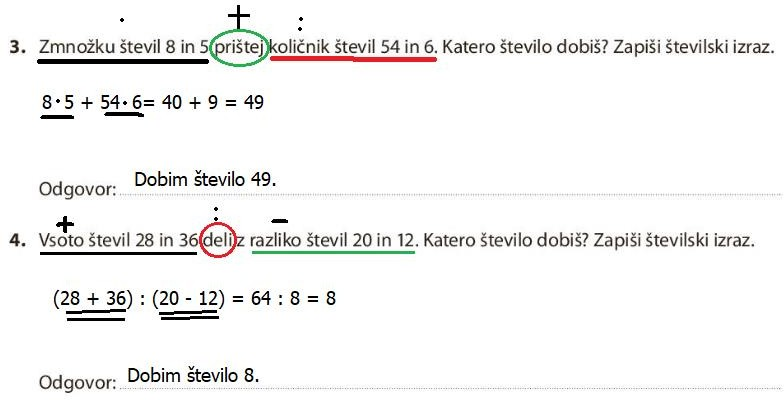 · + :
3. Zmnožku števil 8 in 5 prištej količnik števil 54 in 6. Katero število dobiš? Zapiši številski izraz.
8·5 + 54·6= 40 + 9 = 49
Odgovor: Dobim število 49.
+ : -
4. Vsoto števil 28 in 36 deli z razliko števil 20 in 12. Katero število dobiš? Zapiši številski izraz.
(28 + 36) : (20 - 12) = 64 : 8 = 8
Odgovor: Dobim število 8.